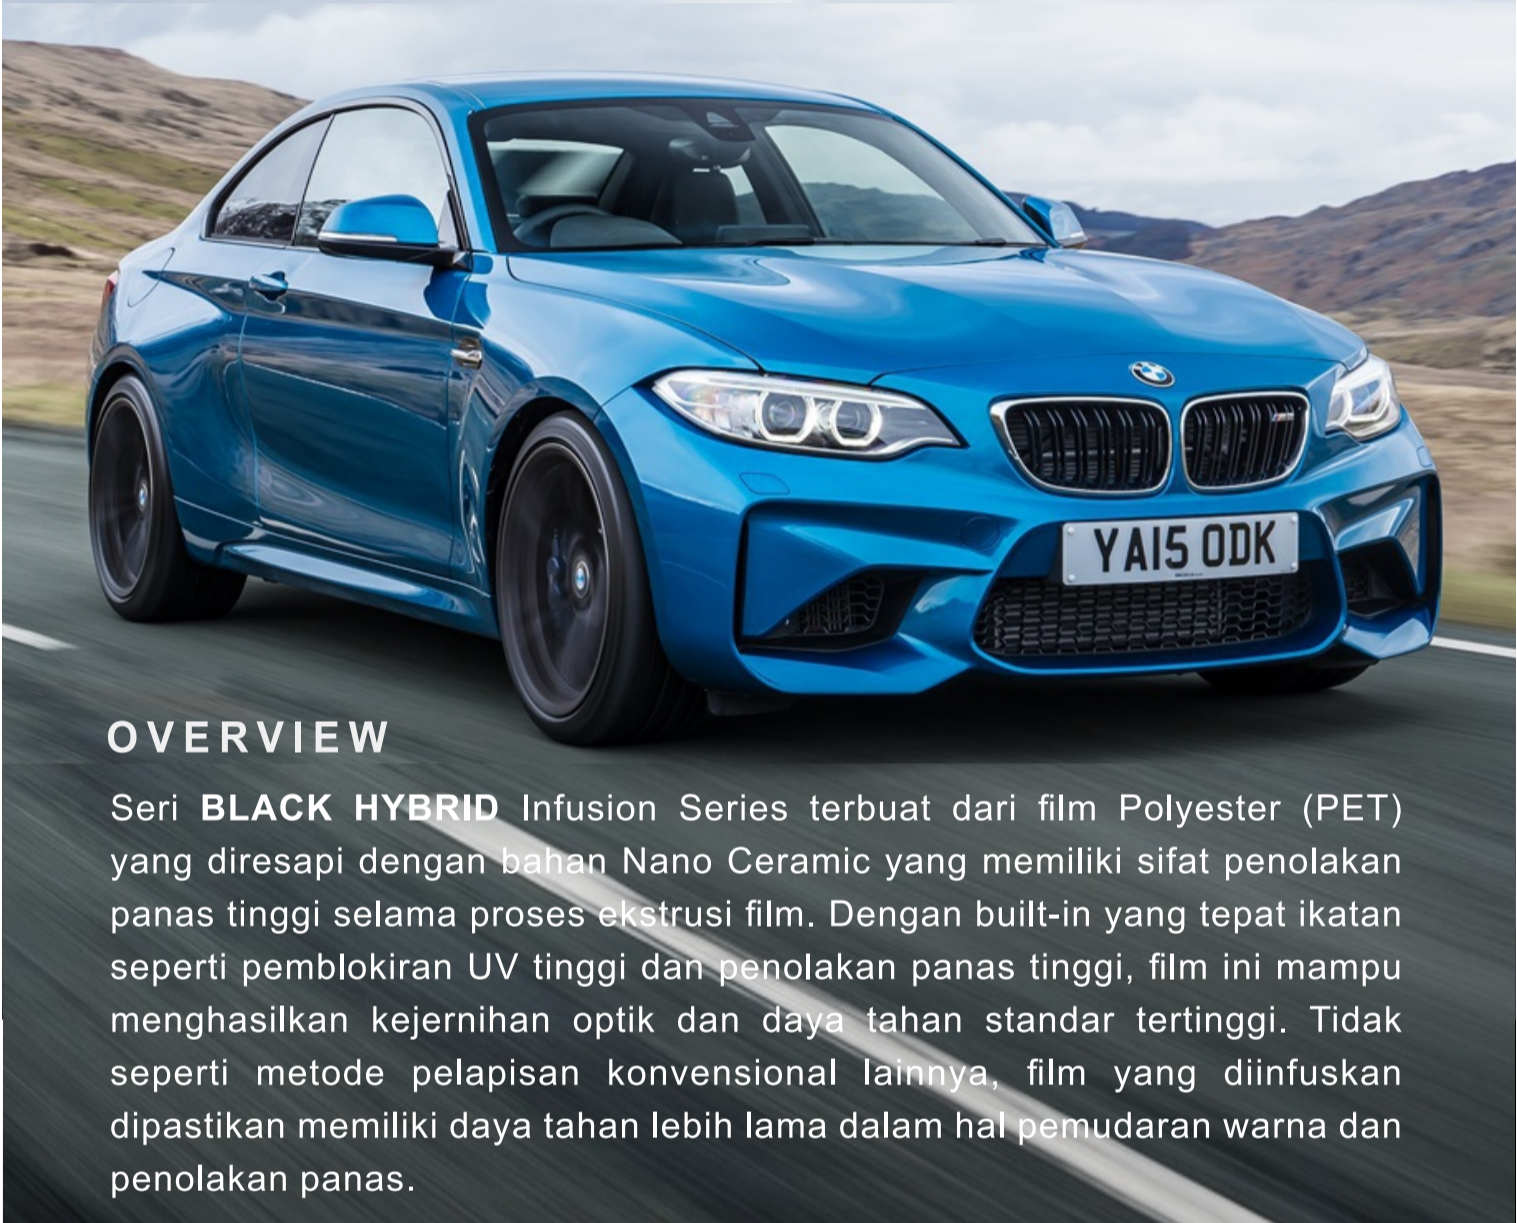 YA15 ODK
OVERVIEW
Seri BLACK HYBRID Infusion Series terbuat dari film Polyester (PET)
yang diresapi dengan bahan Nano Ceramic yang memiliki sifat penolakan
panas tinggi selama proses ekstrusi film. Dengan built-in yang tepat ikatan
seperti pemblokiran UV tinggi dan penolakan panas tinggi, film ini mampu
menghasilkan kejernihan optik dan daya tahan standar tertinggi. Tidak
seperti metode pelapisan konvensional lainnya, film yang diinfuskan
dipastikan memiliki daya tahan lebih lama dalam hal pemudaran warna dan
penolakan panas.